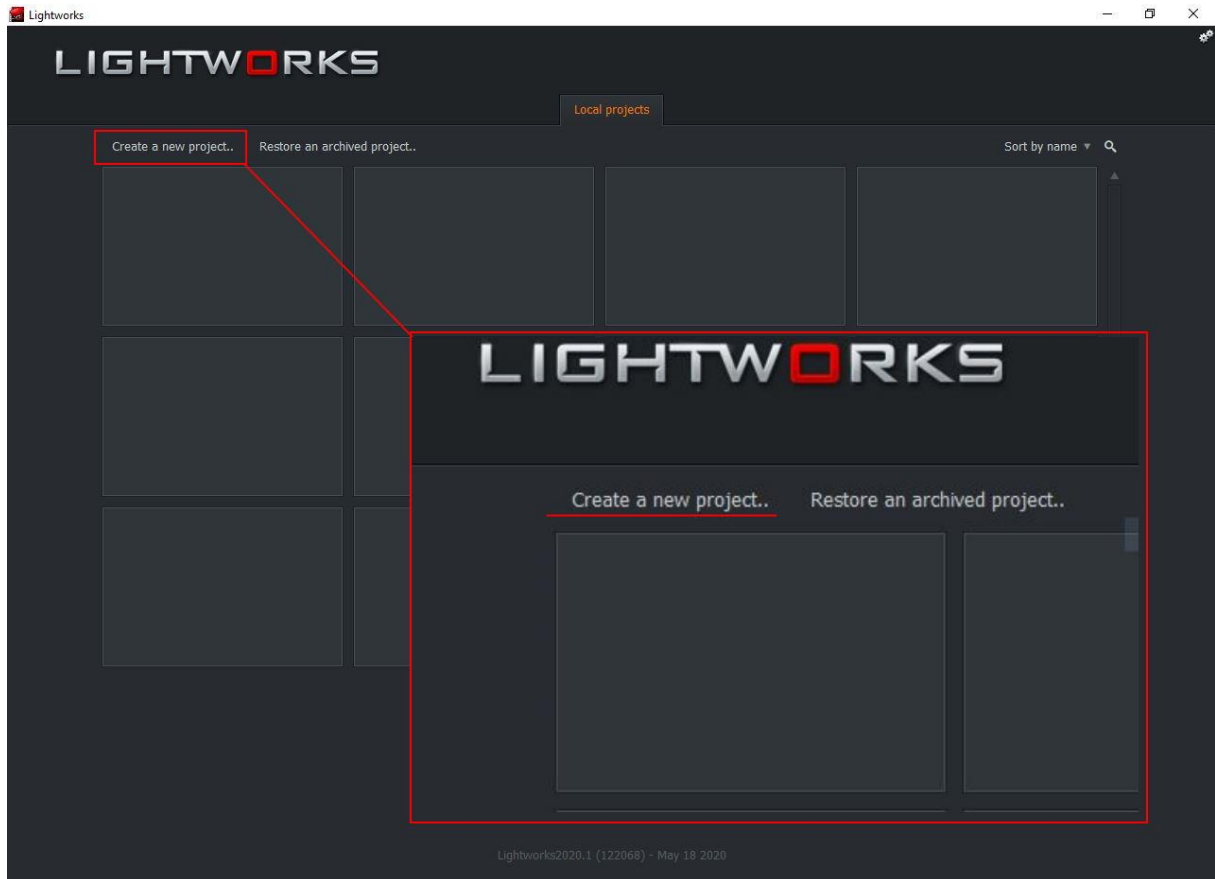 Lightworks
LIGHTWORKS
Local projects
Create a new project.. Restore an archived project.. Sort by name
LIGHTWORKS
Create a new project.. Restore an archived project..
Lightworks2020.1 (122068) - May 18 2020